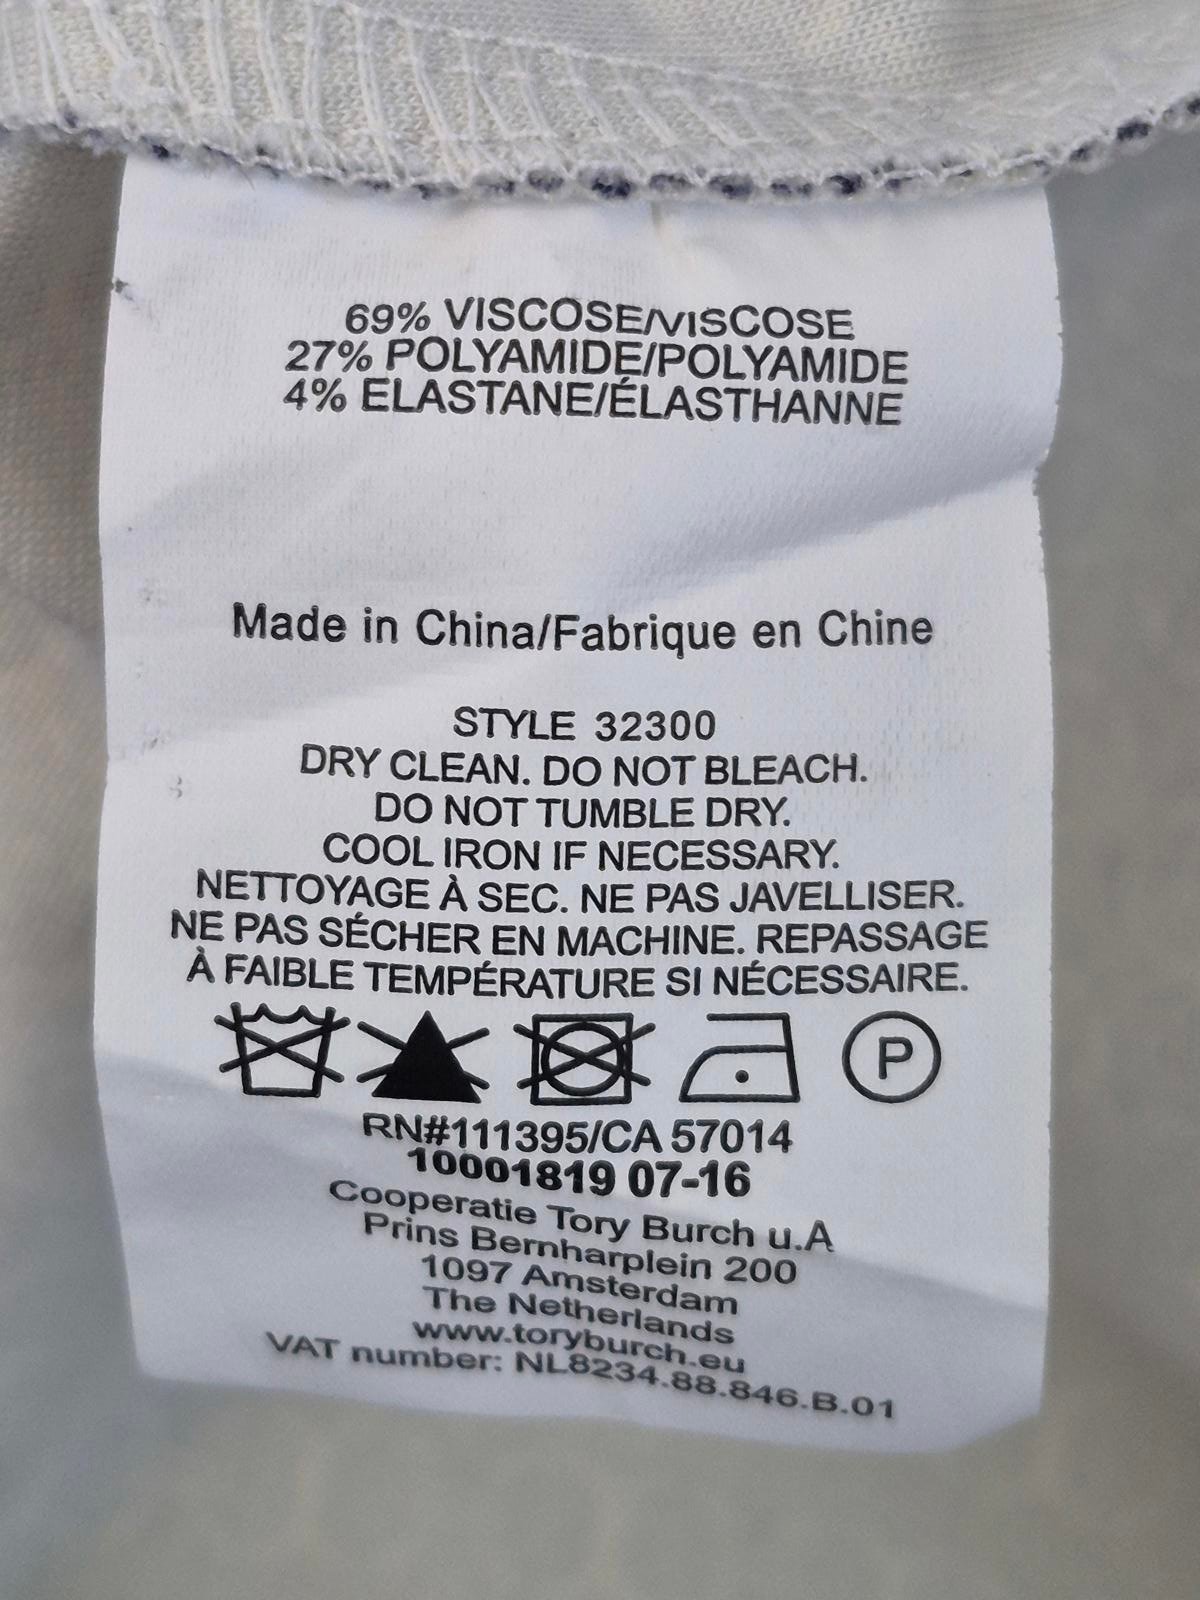 69% VISCOSE/VISCOSE
27% POLYAMIDE/POLYAMIDE
4% ELASTANE/ÉLASTHANNE
Made in China/Fabrique en Chine
STYLE 32300
DRY CLEAN. DO NOT BLEACH.
DO NOT TUMBLE DRY.
COOL IRON IF NECESSARY.
NETTOYAGE À SEC. NE PAS JAVELLISER.
NE PAS SÉCHER EN MACHINE. REPASSAGE
À FAIBLE TEMPÉRATURE SI NÉCESSAIRE.
P
RN#111395/CA 57014
10001819 07-16
Cooperatie Tory Burch u.A
Prins Bernharplein 200
1097 Amsterdam
The Netherlands
www.toryburch.eu
VAT number: NL8234.88.846.B.01